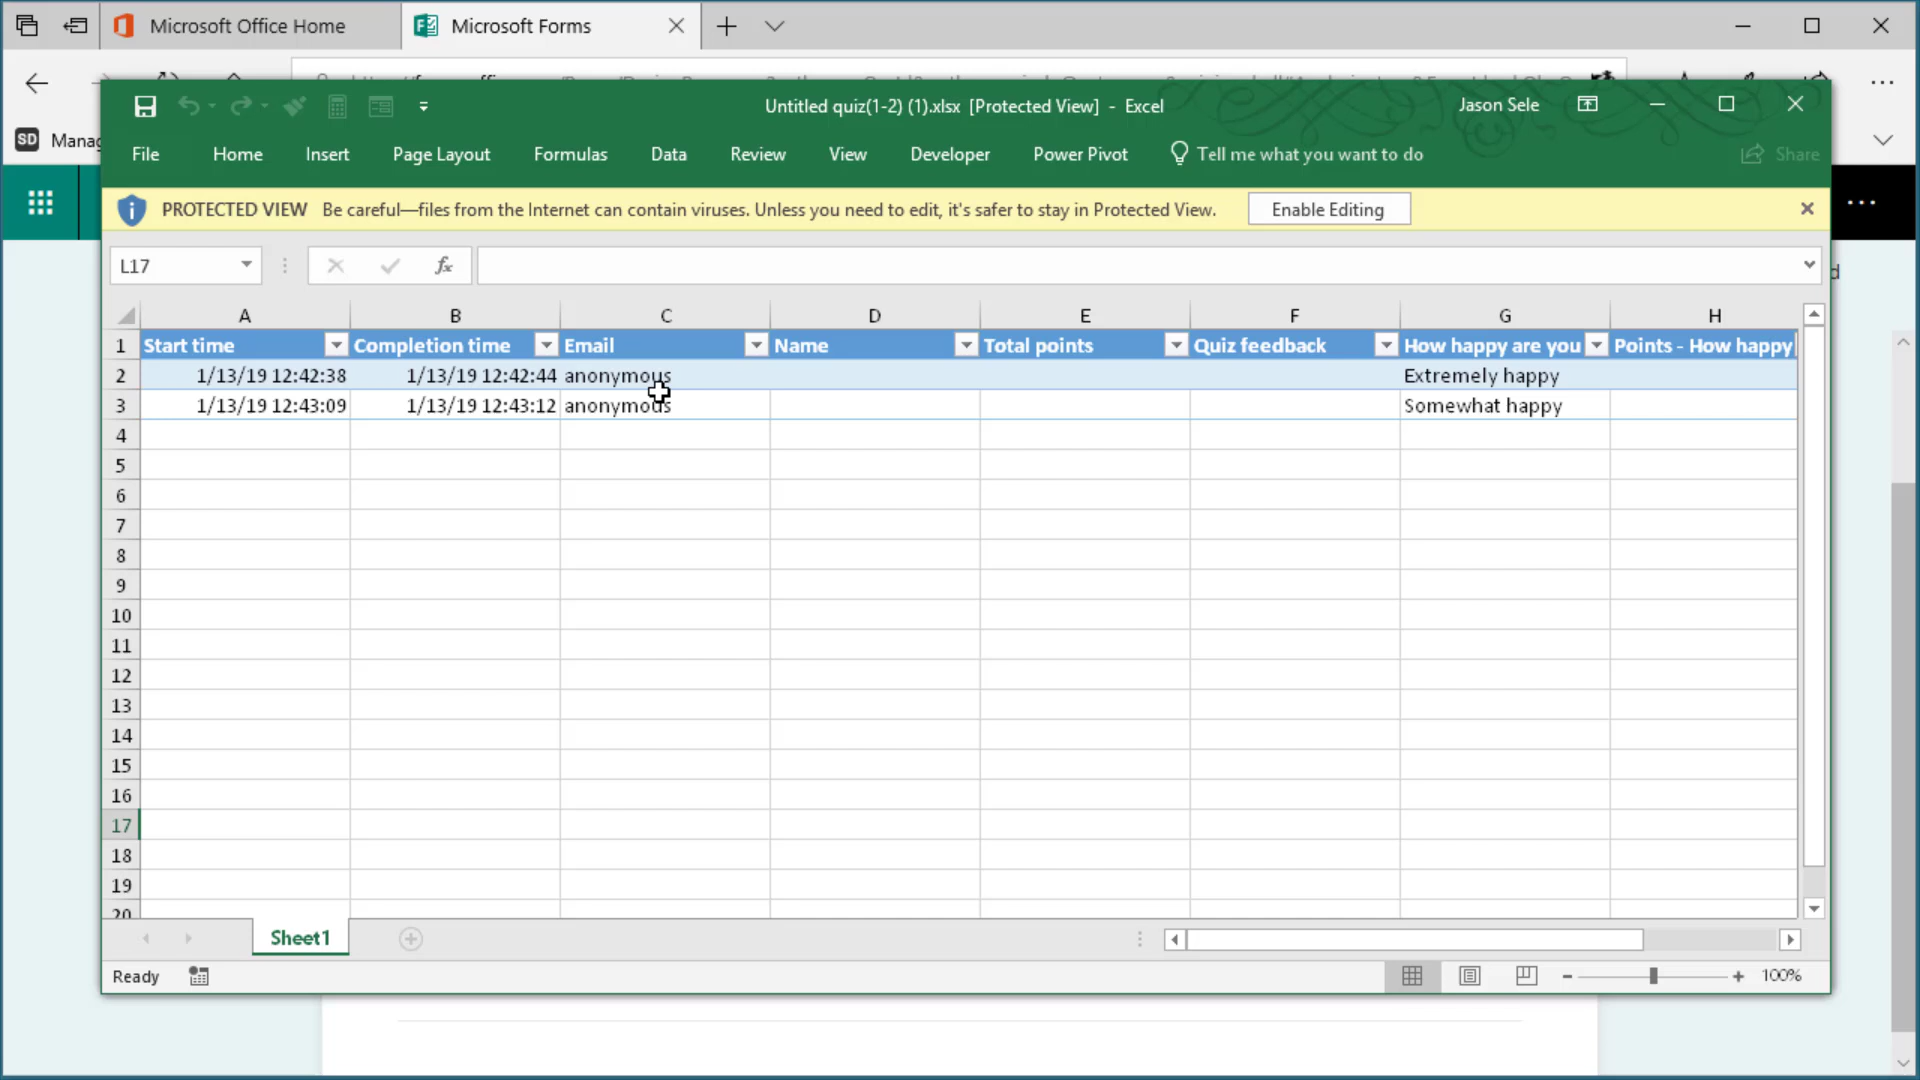 Microsoft Office Home
Microsoft Forms
SD Manag
Untitled quiz(1-2) (1).xlsx [Protected View] - Excel
Jason Sele
File Home Insert Page Layout Formulas Data Review View Developer Power Pivot Tell me what you want to do Share
PROTECTED VIEW Be careful—files from the Internet can contain viruses. Unless you need to edit, it's safer to stay in Protected View. Enable Editing
L17 fx
A B C D E F G H
1 Start time Completion time Email Name Total points Quiz feedback How happy are you Points - How happy
2 1/13/19 12:42:38 1/13/19 12:42:44 anonymous Extremely happy
3 1/13/19 12:43:09 1/13/19 12:43:12 anonymous Somewhat happy
4
5
6
7
8
9
10
11
12
13
14
15
16
17
18
19
20
Sheet1
Ready 100%